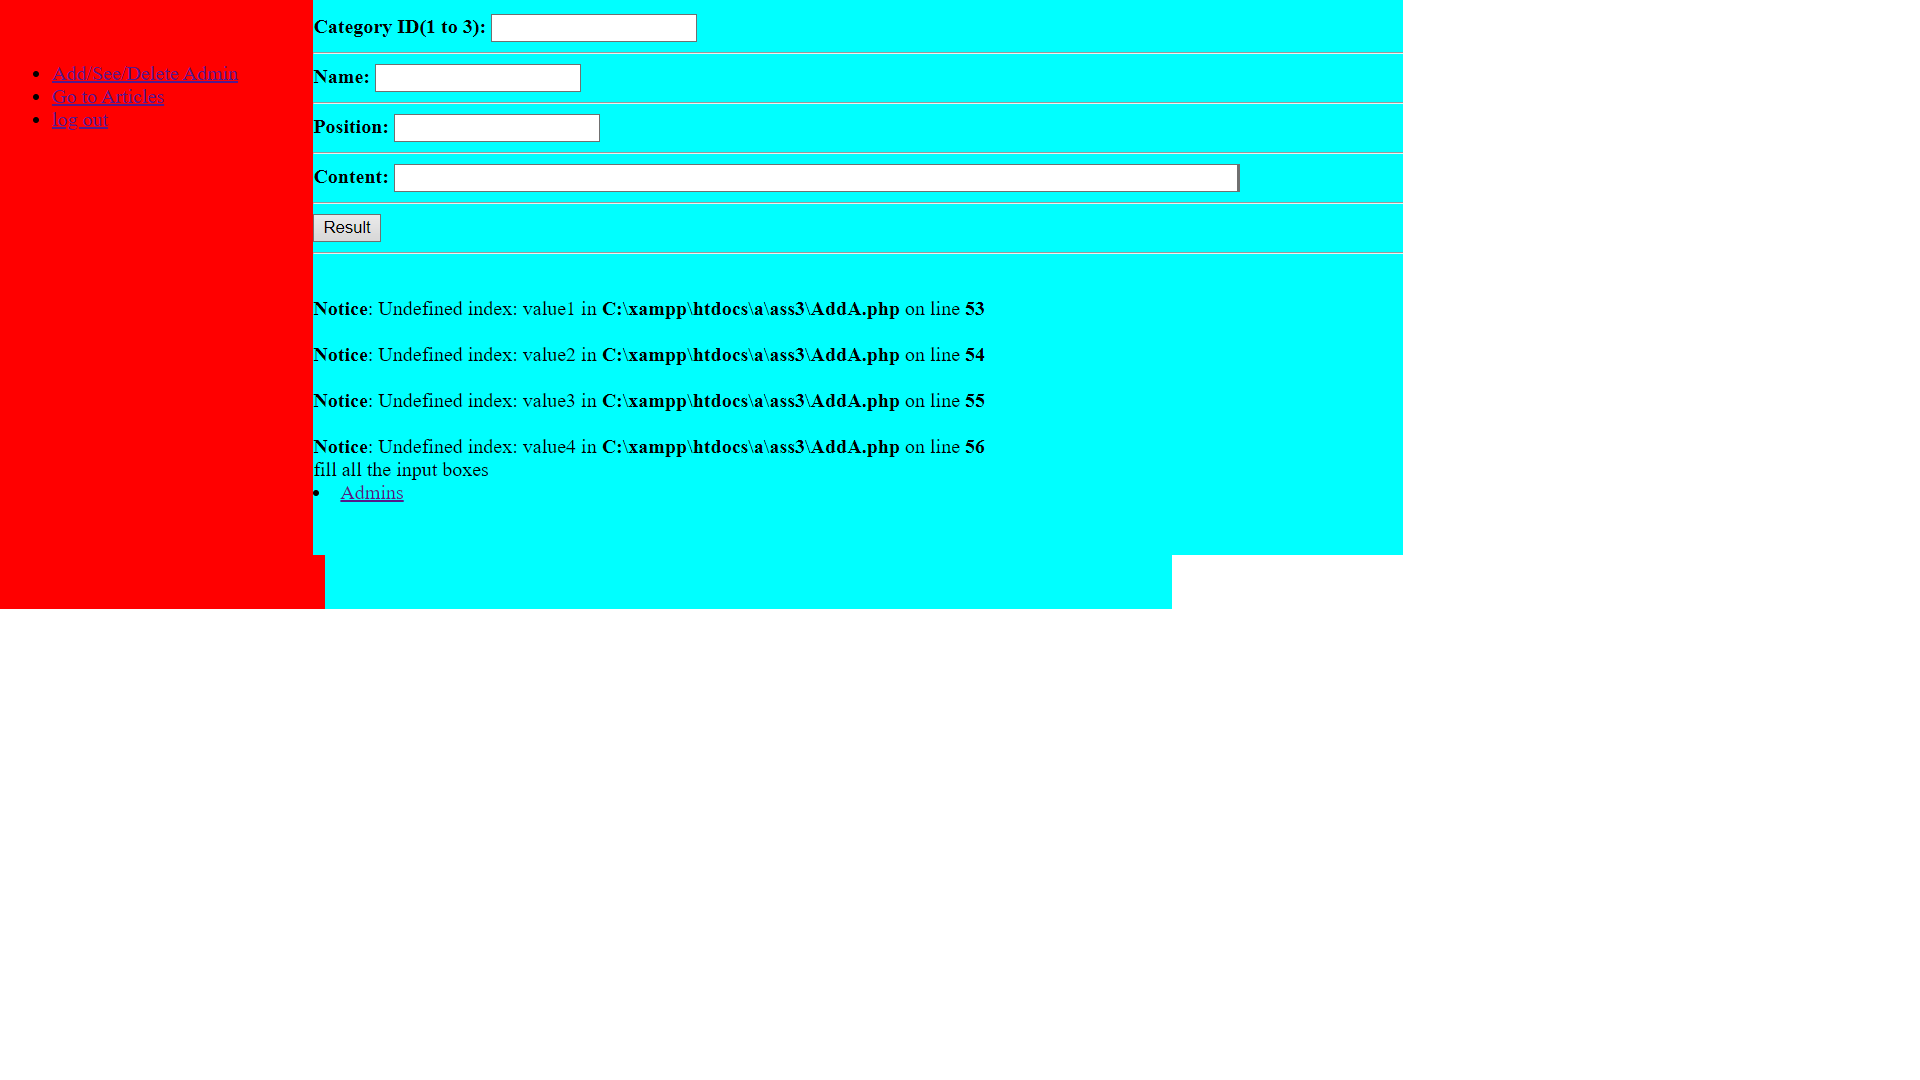 Add/See/Delete Admin
Go to Articles
log out
Category ID(1 to 3):
Name:
Position:
Content:
Result
Notice: Undefined index: value1 in C:\xampp\htdocs\a\ass3\AddA.php on line 53
Notice: Undefined index: value2 in C:\xampp\htdocs\a\ass3\AddA.php on line 54
Notice: Undefined index: value3 in C:\xampp\htdocs\a\ass3\AddA.php on line 55
Notice: Undefined index: value4 in C:\xampp\htdocs\a\ass3\AddA.php on line 56
fill all the input boxes
Admins